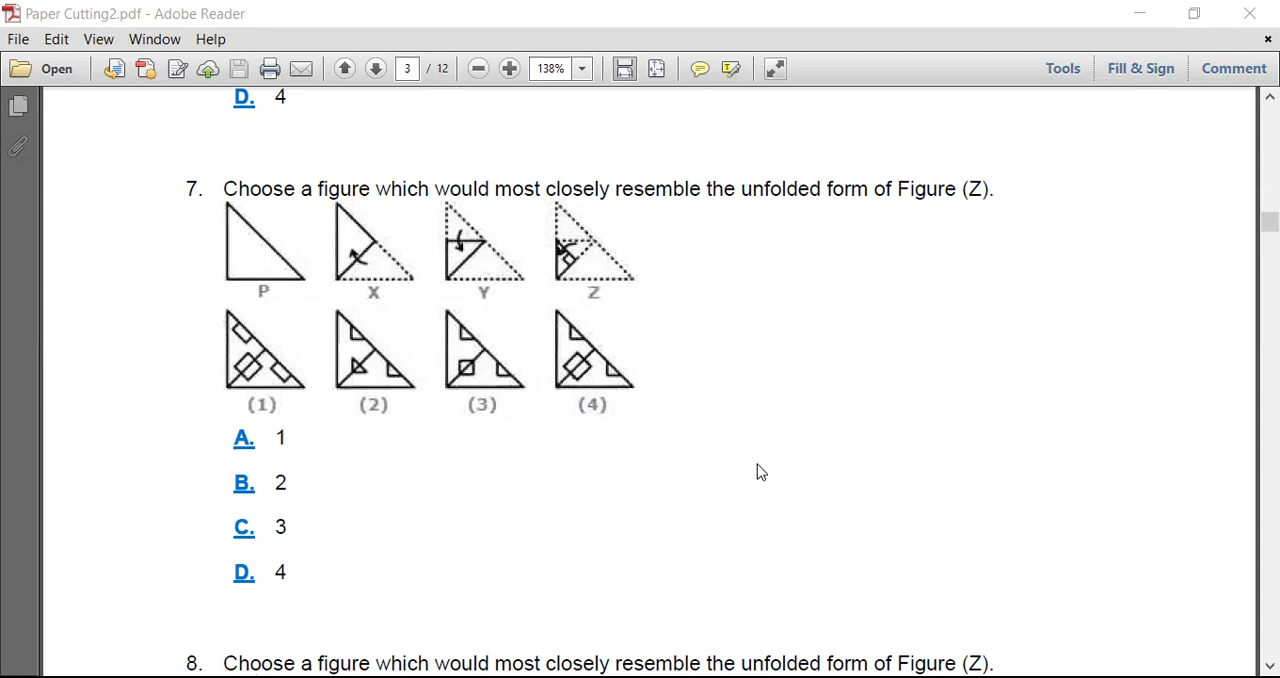 Paper Cutting2.pdf - Adobe Reader
File Edit View Window Help
Open 3 / 12 138% Tools Fill & Sign Comment
D. 4
7. Choose a figure which would most closely resemble the unfolded form of Figure (Z).
P X Y Z
(1) (2) (3) (4)
A. 1
B. 2
C. 3
D. 4
8. Choose a figure which would most closely resemble the unfolded form of Figure (Z).